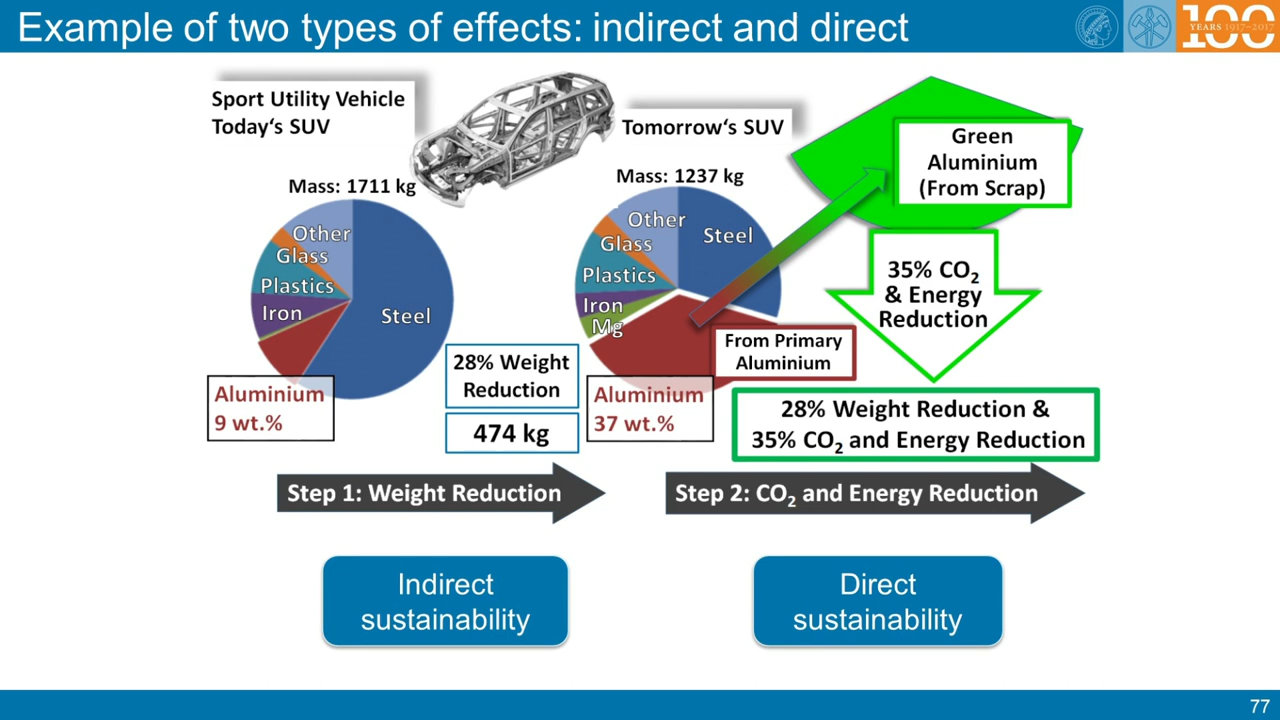 Example of two types of effects: indirect and direct
100
YEARS 1917–2017
Sport Utility Vehicle
Today‘s SUV
Tomorrow‘s SUV
Mass: 1711 kg
Mass: 1237 kg
Other
Glass
Plastics
Iron
Steel
Aluminium
9 wt.%
28% Weight
Reduction
474 kg
Other
Steel
Glass
Plastics
Iron
Mg
From Primary
Aluminium
Aluminium
37 wt.%
Green
Aluminium
(From Scrap)
35% CO₂
& Energy
Reduction
28% Weight Reduction &
35% CO₂ and Energy Reduction
Step 1: Weight Reduction
Step 2: CO₂ and Energy Reduction
Indirect
sustainability
Direct
sustainability
77